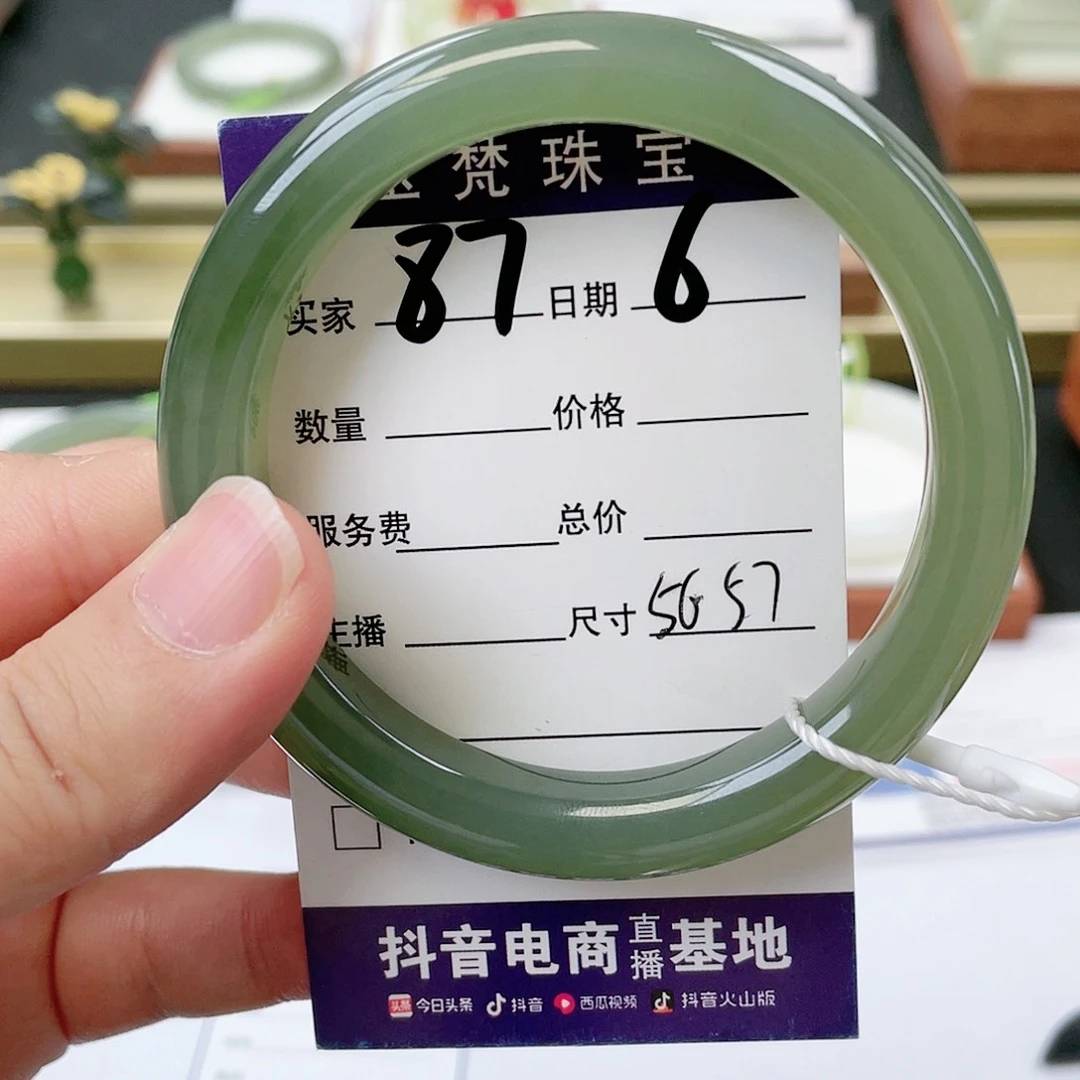 梵珠宝
买家 87 日期 6
数量 价格
服务费 总价
主播 尺寸 56 57
抖音电商直播基地
今日头条 抖音 西瓜视频 抖音火山版